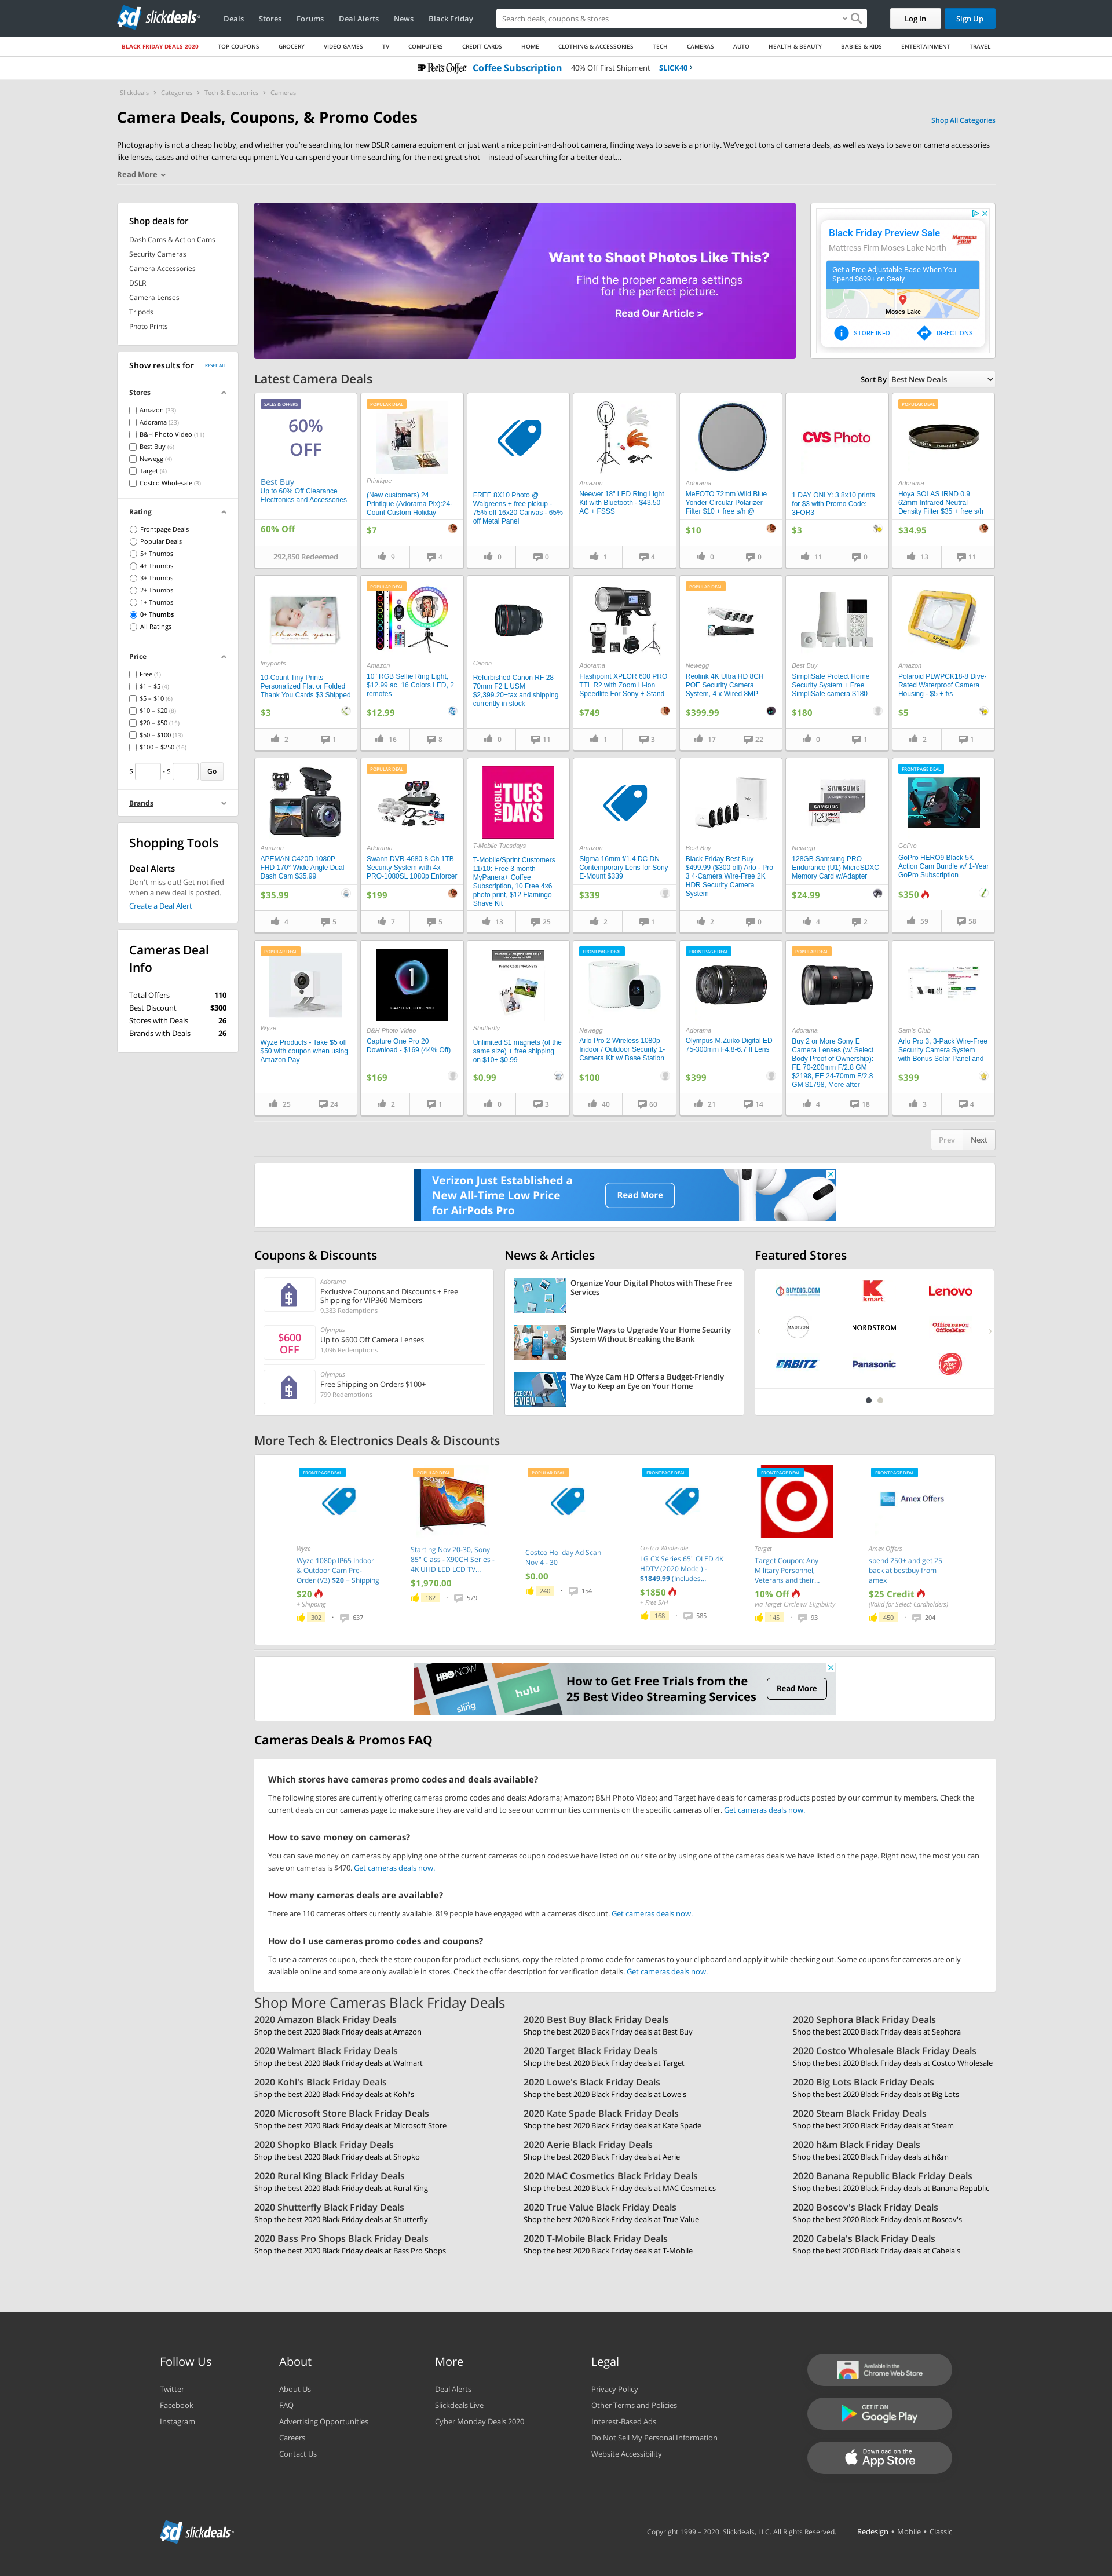 slickdeals
Deals
Stores
Forums
Deal Alerts
News
Black Friday
Search deals, coupons & stores
Log In
Sign Up
BLACK FRIDAY DEALS 2020
TOP COUPONS
GROCERY
VIDEO GAMES
TV
COMPUTERS
CREDIT CARDS
HOME
CLOTHING & ACCESSORIES
TECH
CAMERAS
AUTO
HEALTH & BEAUTY
BABIES & KIDS
ENTERTAINMENT
TRAVEL
Peet's Coffee Coffee Subscription 40% Off First Shipment SLICK40 >
Slickdeals > Categories > Tech & Electronics > Cameras
Camera Deals, Coupons, & Promo Codes
Shop All Categories
Photography is not a cheap hobby, and whether you're searching for new DSLR camera equipment or just want a nice point-and-shoot camera, finding ways to save is a priority. We've got tons of camera deals, as well as ways to save on camera accessories
like lenses, cases and other camera equipment. You can spend your time searching for the next great shot -- instead of searching for a better deal....
Read More
Shop deals for
Dash Cams & Action Cams
Security Cameras
Camera Accessories
DSLR
Camera Lenses
Tripods
Photo Prints
Show results for
RESET ALL
Stores
Amazon (33)
Adorama (23)
B&H Photo Video (11)
Best Buy (6)
Newegg (4)
Target (4)
Costco Wholesale (3)
Rating
Frontpage Deals
Popular Deals
5+ Thumbs
4+ Thumbs
3+ Thumbs
2+ Thumbs
1+ Thumbs
0+ Thumbs
All Ratings
Price
Free (1)
$1 – $5 (4)
$5 – $10 (6)
$10 – $20 (8)
$20 – $50 (15)
$50 – $100 (13)
$100 – $250 (16)
$ - $ Go
Brands
Shopping Tools
Deal Alerts
Don't miss out! Get notified
when a new deal is posted.
Create a Deal Alert
Cameras Deal
Info
Total Offers 110
Best Discount $300
Stores with Deals 26
Brands with Deals 26
Want to Shoot Photos Like This?
Find the proper camera settings
for the perfect picture.
Read Our Article >
Black Friday Preview Sale
Mattress Firm Moses Lake North
MATTRESS FIRM
Get a Free Adjustable Base When You
Spend $699+ on Sealy.
Moses Lake
STORE INFO
DIRECTIONS
Latest Camera Deals
Sort By Best New Deals
SALES & OFFERS
60%
OFF
Best Buy
Up to 60% Off Clearance
Electronics and Accessories
60% Off
292,850 Redeemed
POPULAR DEAL
Printique
(New customers) 24
Printique (Adorama Pix):24-
Count Custom Holiday
$7
9
4
FREE 8X10 Photo @
Walgreens + free pickup -
75% off 16x20 Canvas - 65%
off Metal Panel
0
0
Amazon
Neewer 18" LED Ring Light
Kit with Bluetooth - $43.50
AC + FSSS
1
4
Adorama
MeFOTO 72mm Wild Blue
Yonder Circular Polarizer
Filter $10 + free s/h @
$10
0
0
CVS Photo
1 DAY ONLY: 3 8x10 prints
for $3 with Promo Code:
3FOR3
$3
11
0
POPULAR DEAL
Adorama
Hoya SOLAS IRND 0.9
62mm Infrared Neutral
Density Filter $35 + free s/h
$34.95
13
11
thank you
tinyprints
10-Count Tiny Prints
Personalized Flat or Folded
Thank You Cards $3 Shipped
$3
2
1
POPULAR DEAL
Amazon
10" RGB Selfie Ring Light,
$12.99 ac, 16 Colors LED, 2
remotes
$12.99
16
8
Canon
Refurbished Canon RF 28–
70mm F2 L USM
$2,399.20+tax and shipping
currently in stock
0
11
Adorama
Flashpoint XPLOR 600 PRO
TTL R2 with Zoom Li-ion
Speedlite For Sony + Stand
$749
1
3
POPULAR DEAL
Newegg
Reolink 4K Ultra HD 8CH
POE Security Camera
System, 4 x Wired 8MP
$399.99
17
22
Best Buy
SimpliSafe Protect Home
Security System + Free
SimpliSafe camera $180
$180
0
1
Amazon
Polaroid PLWPCK18-8 Dive-
Rated Waterproof Camera
Housing - $5 + f/s
$5
2
1
Amazon
APEMAN C420D 1080P
FHD 170° Wide Angle Dual
Dash Cam $35.99
$35.99
4
5
POPULAR DEAL
Adorama
Swann DVR-4680 8-Ch 1TB
Security System with 4x
PRO-1080SL 1080p Enforcer
$199
7
5
T-MOBILE
TUES
DAYS
T-Mobile Tuesdays
T-Mobile/Sprint Customers
11/10: Free 3 month
MyPanera+ Coffee
Subscription, 10 Free 4x6
photo print, $12 Flamingo
Shave Kit
13
25
Amazon
Sigma 16mm f/1.4 DC DN
Contemporary Lens for Sony
E-Mount $339
$339
2
1
Best Buy
Black Friday Best Buy
$499.99 ($300 off) Arlo - Pro
3 4-Camera Wire-Free 2K
HDR Security Camera
System
2
0
SAMSUNG
SAMSUNG
128
Newegg
128GB Samsung PRO
Endurance (U1) MicroSDXC
Memory Card w/Adapter
$24.99
4
2
FRONTPAGE DEAL
GoPro
GoPro HERO9 Black 5K
Action Cam Bundle w/ 1-Year
GoPro Subscription
$350
59
58
POPULAR DEAL
Wyze
Wyze Products - Take $5 off
$50 with coupon when using
Amazon Pay
25
24
1
CAPTURE ONE PRO
B&H Photo Video
Capture One Pro 20
Download - $169 (44% Off)
$169
2
1
Shutterfly
Unlimited $1 magnets (of the
same size) + free shipping
on $10+ $0.99
$0.99
0
3
FRONTPAGE DEAL
Newegg
Arlo Pro 2 Wireless 1080p
Indoor / Outdoor Security 1-
Camera Kit w/ Base Station
$100
40
60
FRONTPAGE DEAL
Adorama
Olympus M.Zuiko Digital ED
75-300mm F4.8-6.7 II Lens
$399
21
14
POPULAR DEAL
Adorama
Buy 2 or More Sony E
Camera Lenses (w/ Select
Body Proof of Ownership):
FE 70-200mm F/2.8 GM
$2198, FE 24-70mm F/2.8
GM $1798, More after
4
18
Sam's Club
Arlo Pro 3, 3-Pack Wire-Free
Security Camera System
with Bonus Solar Panel and
$399
3
4
Prev
Next
Verizon Just Established a
New All-Time Low Price
for AirPods Pro
Read More
Coupons & Discounts
Adorama
Exclusive Coupons and Discounts + Free
Shipping for VIP360 Members
9,383 Redemptions
$600
OFF
Olympus
Up to $600 Off Camera Lenses
1,096 Redemptions
Olympus
Free Shipping on Orders $100+
799 Redemptions
News & Articles
Organize Your Digital Photos with These Free
Services
Simple Ways to Upgrade Your Home Security
System Without Breaking the Bank
The Wyze Cam HD Offers a Budget-Friendly
Way to Keep an Eye on Your Home
Featured Stores
BUYDIG.COM
kmart
Lenovo
MADISON
NORDSTROM
Office DEPOT
OfficeMax
ORBITZ
Panasonic
More Tech & Electronics Deals & Discounts
FRONTPAGE DEAL
Wyze
Wyze 1080p IP65 Indoor
& Outdoor Cam Pre-
Order (V3) $20 + Shipping
$20
+ Shipping
302
637
POPULAR DEAL
Starting Nov 20-30, Sony
85" Class - X90CH Series -
4K UHD LED LCD TV...
$1,970.00
182
579
POPULAR DEAL
Costco Holiday Ad Scan
Nov 4 - 30
$0.00
240
154
FRONTPAGE DEAL
Costco Wholesale
LG CX Series 65" OLED 4K
HDTV (2020 Model) -
$1849.99 (Includes...
$1850
+ Free S/H
168
585
FRONTPAGE DEAL
Target
Target Coupon: Any
Military Personnel,
Veterans and their...
10% Off
via Target Circle w/ Eligibility
145
93
FRONTPAGE DEAL
Amex Offers
Amex Offers
spend 250+ and get 25
back at bestbuy from
amex
$25 Credit
(Valid for Select Cardholders)
450
204
HBO NOW
sling
hulu
How to Get Free Trials from the
25 Best Video Streaming Services
Read More
Cameras Deals & Promos FAQ
Which stores have cameras promo codes and deals available?
The following stores are currently offering cameras promo codes and deals: Adorama; Amazon; B&H Photo Video; and Target have deals for cameras products posted by our community members. Check the
current deals on our cameras page to make sure they are valid and to see our communities comments on the specific cameras offer. Get cameras deals now.
How to save money on cameras?
You can save money on cameras by applying one of the current cameras coupon codes we have listed on our site or by using one of the cameras deals we have listed on the page. Right now, the most you can
save on cameras is $470. Get cameras deals now.
How many cameras deals are available?
There are 110 cameras offers currently available. 819 people have engaged with a cameras discount. Get cameras deals now.
How do I use cameras promo codes and coupons?
To use a cameras coupon, check the store coupon for product exclusions, copy the related promo code for cameras to your clipboard and apply it while checking out. Some coupons for cameras are only
available online and some are only available in stores. Check the offer description for verification details. Get cameras deals now.
Shop More Cameras Black Friday Deals
2020 Amazon Black Friday Deals
Shop the best 2020 Black Friday deals at Amazon
2020 Best Buy Black Friday Deals
Shop the best 2020 Black Friday deals at Best Buy
2020 Sephora Black Friday Deals
Shop the best 2020 Black Friday deals at Sephora
2020 Walmart Black Friday Deals
Shop the best 2020 Black Friday deals at Walmart
2020 Target Black Friday Deals
Shop the best 2020 Black Friday deals at Target
2020 Costco Wholesale Black Friday Deals
Shop the best 2020 Black Friday deals at Costco Wholesale
2020 Kohl's Black Friday Deals
Shop the best 2020 Black Friday deals at Kohl's
2020 Lowe's Black Friday Deals
Shop the best 2020 Black Friday deals at Lowe's
2020 Big Lots Black Friday Deals
Shop the best 2020 Black Friday deals at Big Lots
2020 Microsoft Store Black Friday Deals
Shop the best 2020 Black Friday deals at Microsoft Store
2020 Kate Spade Black Friday Deals
Shop the best 2020 Black Friday deals at Kate Spade
2020 Steam Black Friday Deals
Shop the best 2020 Black Friday deals at Steam
2020 Shopko Black Friday Deals
Shop the best 2020 Black Friday deals at Shopko
2020 Aerie Black Friday Deals
Shop the best 2020 Black Friday deals at Aerie
2020 h&m Black Friday Deals
Shop the best 2020 Black Friday deals at h&m
2020 Rural King Black Friday Deals
Shop the best 2020 Black Friday deals at Rural King
2020 MAC Cosmetics Black Friday Deals
Shop the best 2020 Black Friday deals at MAC Cosmetics
2020 Banana Republic Black Friday Deals
Shop the best 2020 Black Friday deals at Banana Republic
2020 Shutterfly Black Friday Deals
Shop the best 2020 Black Friday deals at Shutterfly
2020 True Value Black Friday Deals
Shop the best 2020 Black Friday deals at True Value
2020 Boscov's Black Friday Deals
Shop the best 2020 Black Friday deals at Boscov's
2020 Bass Pro Shops Black Friday Deals
Shop the best 2020 Black Friday deals at Bass Pro Shops
2020 T-Mobile Black Friday Deals
Shop the best 2020 Black Friday deals at T-Mobile
2020 Cabela's Black Friday Deals
Shop the best 2020 Black Friday deals at Cabela's
Follow Us
Twitter
Facebook
Instagram
About
About Us
FAQ
Advertising Opportunities
Careers
Contact Us
More
Deal Alerts
Slickdeals Live
Cyber Monday Deals 2020
Legal
Privacy Policy
Other Terms and Policies
Interest-Based Ads
Do Not Sell My Personal Information
Website Accessibility
Available in the
Chrome Web Store
GET IT ON
Google Play
Download on the
App Store
slickdeals
Copyright 1999 – 2020. Slickdeals, LLC. All Rights Reserved.
Redesign • Mobile • Classic